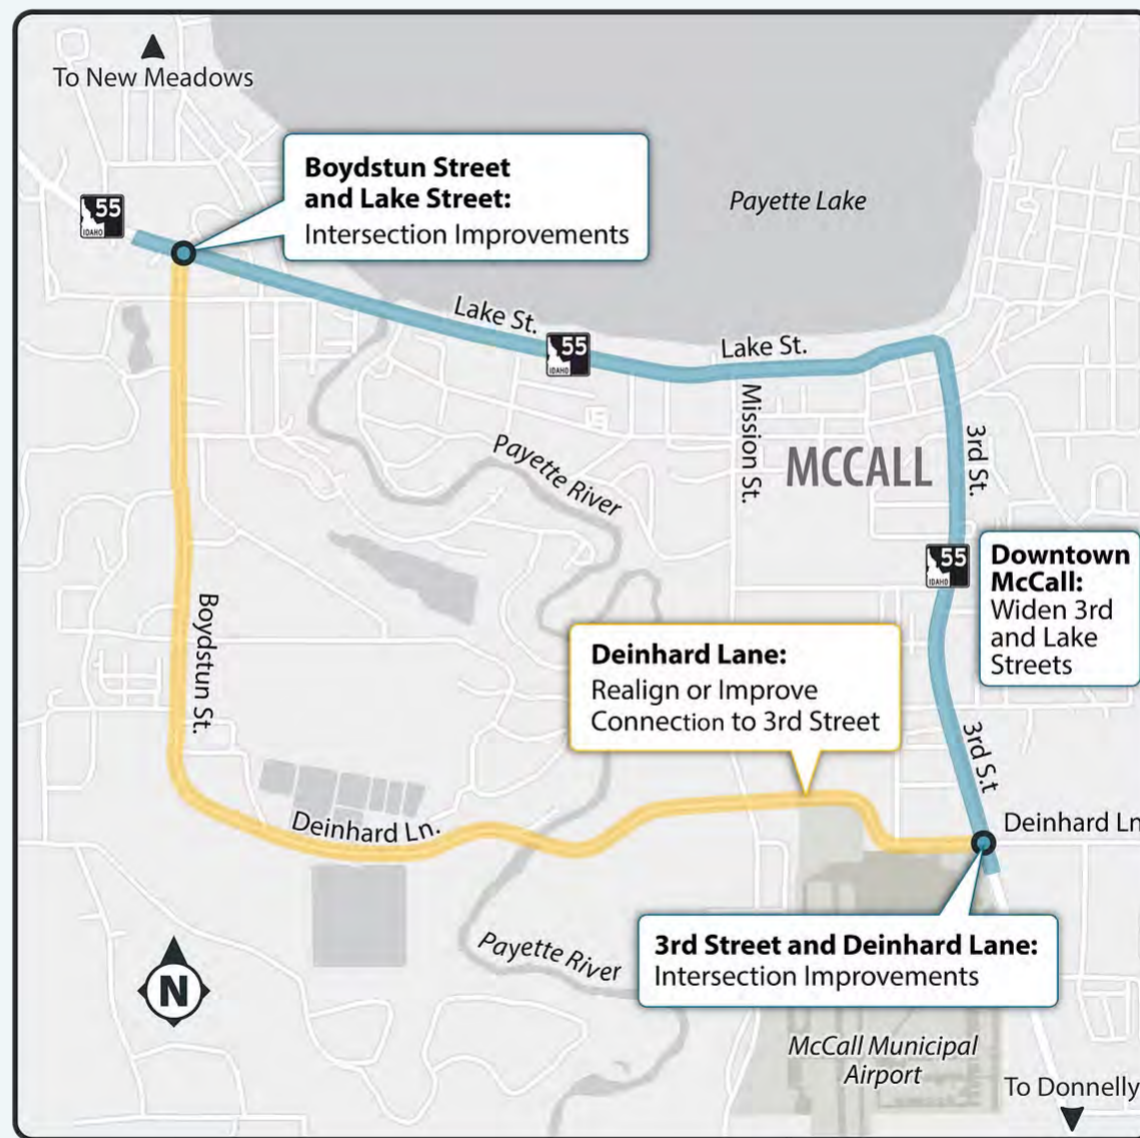 To New Meadows
Boydstun Street
and Lake Street:
Intersection Improvements
Payette Lake
55
IDAHO
Lake St.
55
IDAHO
Lake St.
Mission St.
3rd St.
MCCALL
Payette River
55
IDAHO
Downtown
McCall:
Widen 3rd
and Lake
Streets
Boydstun St.
Deinhard Lane:
Realign or Improve
Connection to 3rd Street
3rd S.t
Deinhard Ln.
Deinhard Ln
3rd Street and Deinhard Lane:
Intersection Improvements
Payette River
N
McCall Municipal
Airport
To Donnelly